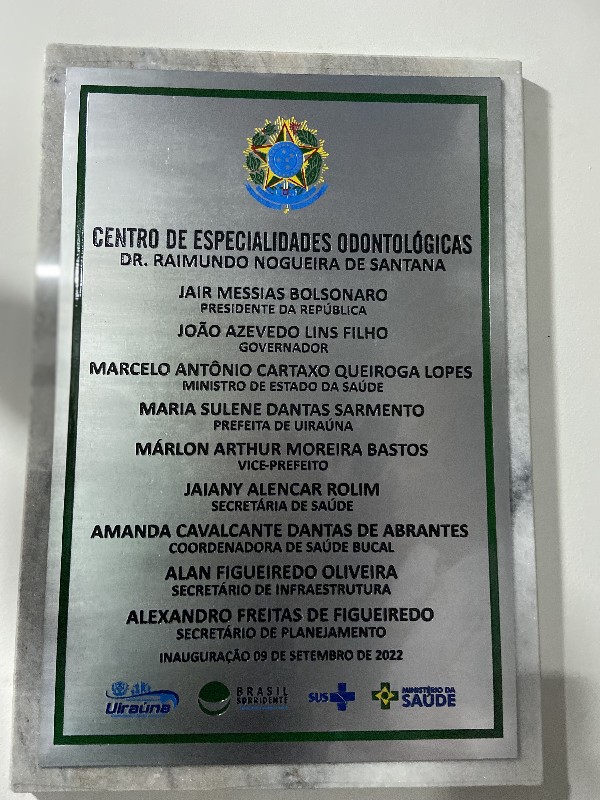 CENTRO DE ESPECIALIDADES ODONTOLÓGICAS
DR. RAIMUNDO NOGUEIRA DE SANTANA
JAIR MESSIAS BOLSONARO
PRESIDENTE DA REPÚBLICA
JOÃO AZEVEDO LINS FILHO
GOVERNADOR
MARCELO ANTÔNIO CARTAXO QUEIROGA LOPES
MINISTRO DE ESTADO DA SAÚDE
MARIA SULENE DANTAS SARMENTO
PREFEITA DE UIRAÚNA
MÁRLON ARTHUR MOREIRA BASTOS
VICE-PREFEITO
JAIANY ALENCAR ROLIM
SECRETÁRIA DE SAÚDE
AMANDA CAVALCANTE DANTAS DE ABRANTES
COORDENADORA DE SAÚDE BUCAL
ALAN FIGUEIREDO OLIVEIRA
SECRETÁRIO DE INFRAESTRUTURA
ALEXANDRO FREITAS DE FIGUEIREDO
SECRETÁRIO DE PLANEJAMENTO
INAUGURAÇÃO 09 DE SETEMBRO DE 2022
Uiraúna
BRASIL
SORRIDENTE
SUS
MINISTÉRIO DA
SAÚDE